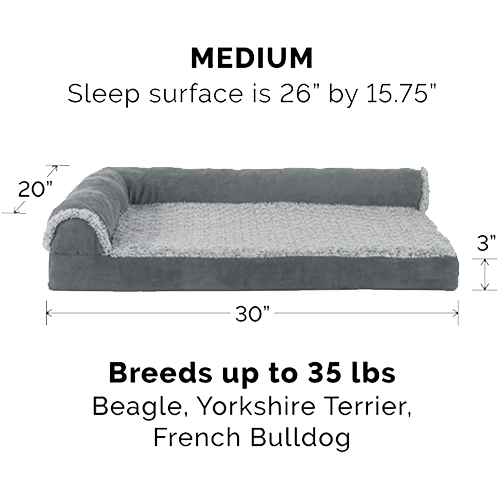 MEDIUM
Sleep surface is 26” by 15.75”
20”
3”
30”
Breeds up to 35 lbs
Beagle, Yorkshire Terrier,
French Bulldog